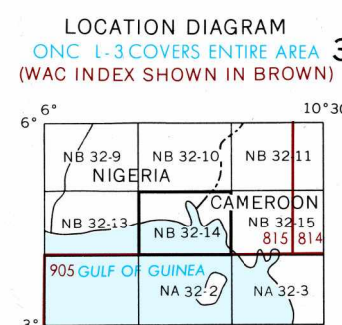 LOCATION DIAGRAM
ONC L-3 COVERS ENTIRE AREA
(WAC INDEX SHOWN IN BROWN)
6° 6° 10°30
NB 32-9 NB 32-10 NB 32-11
NIGERIA
CAMEROON
NB 32-13 NB 32-14 NB 32-15
815 814
905 GULF OF GUINEA
NA 32-2 NA 32-3
3°